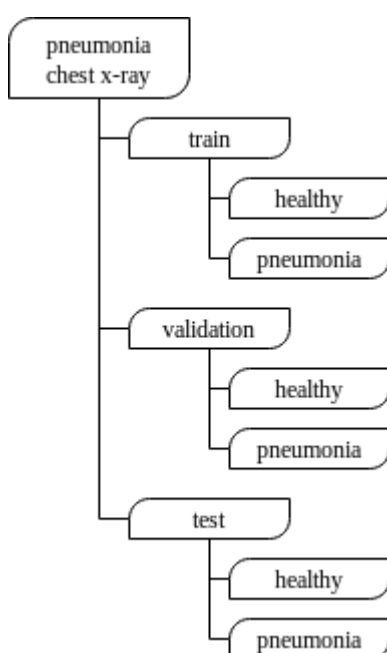 pneumonia
chest x-ray
train
healthy
pneumonia
validation
healthy
pneumonia
test
healthy
pneumonia